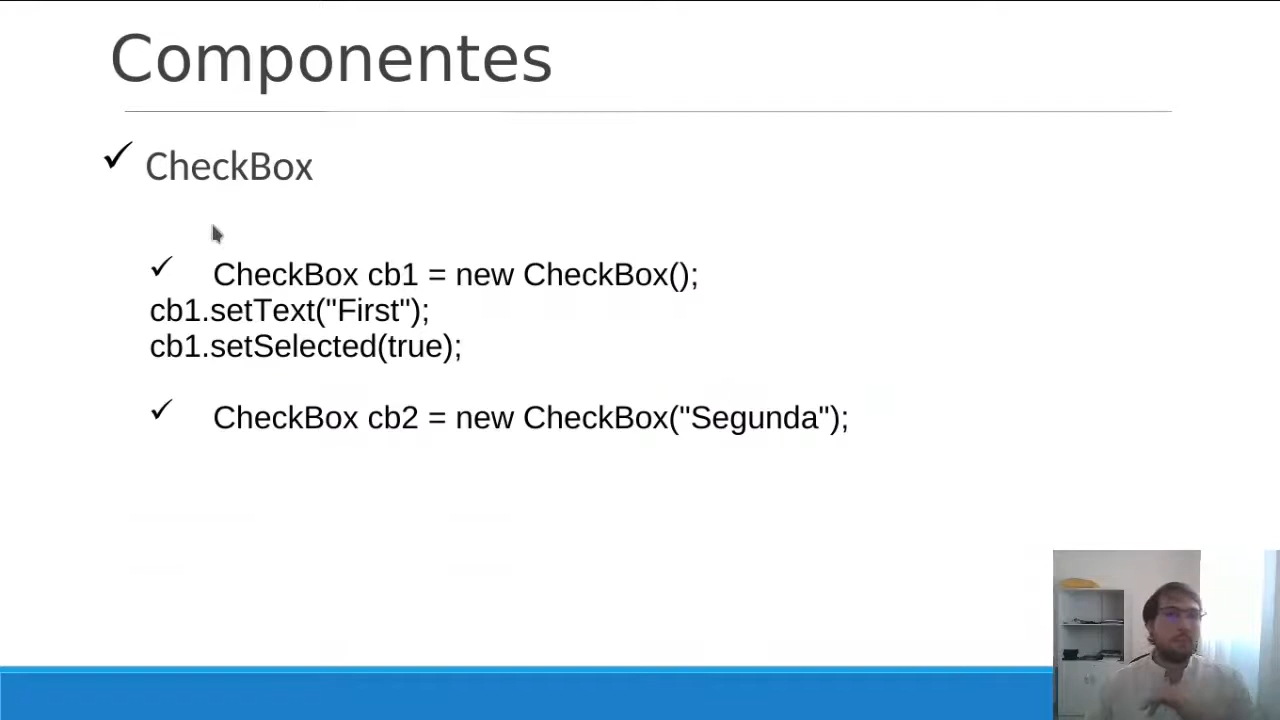 Componentes
CheckBox
CheckBox cb1 = new CheckBox();
cb1.setText("First");
cb1.setSelected(true);
CheckBox cb2 = new CheckBox("Segunda");